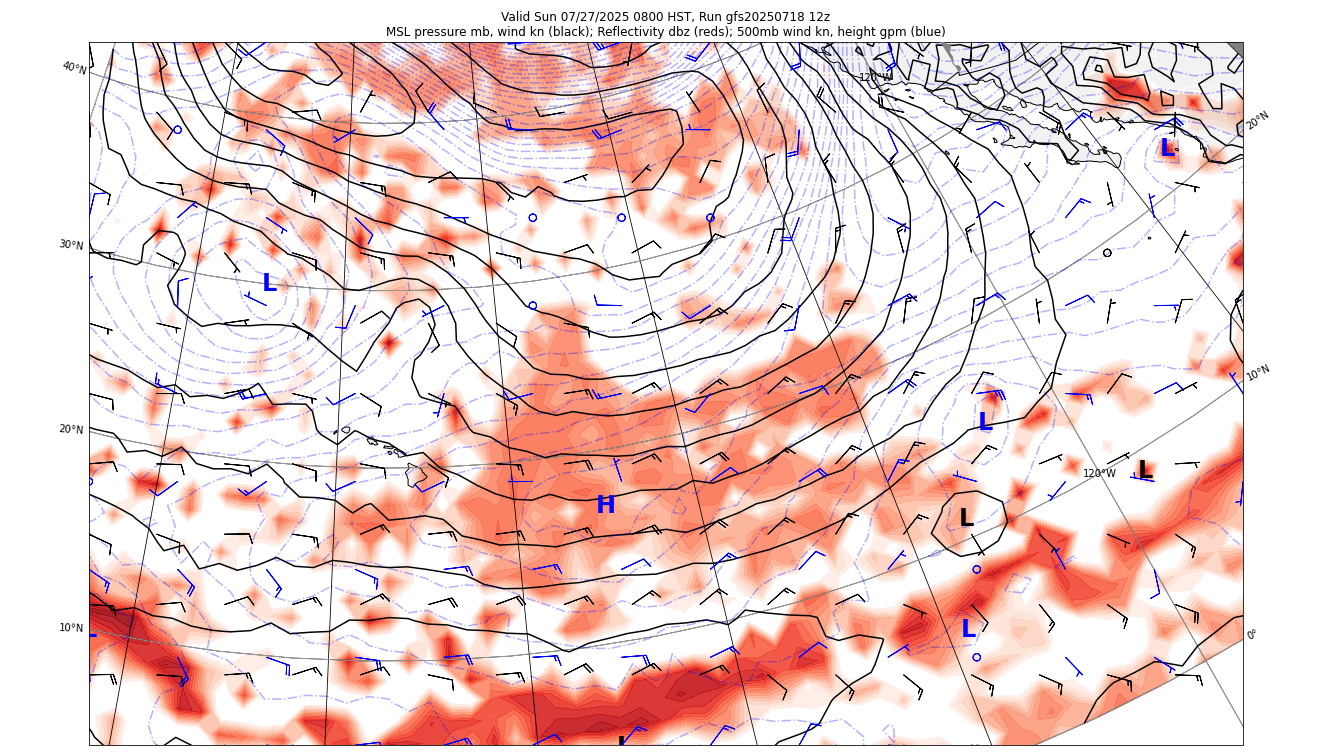 Valid Sun 07/27/2025 0800 HST, Run gfs20250718 12z
MSL pressure mb, wind kn (black); Reflectivity dbz (reds); 500mb wind kn, height gpm (blue)
40°N
120°W
20°N
L
30°N
L
10°N
L
20°N
L
120°W
H
L
10°N
L
L
0°
L